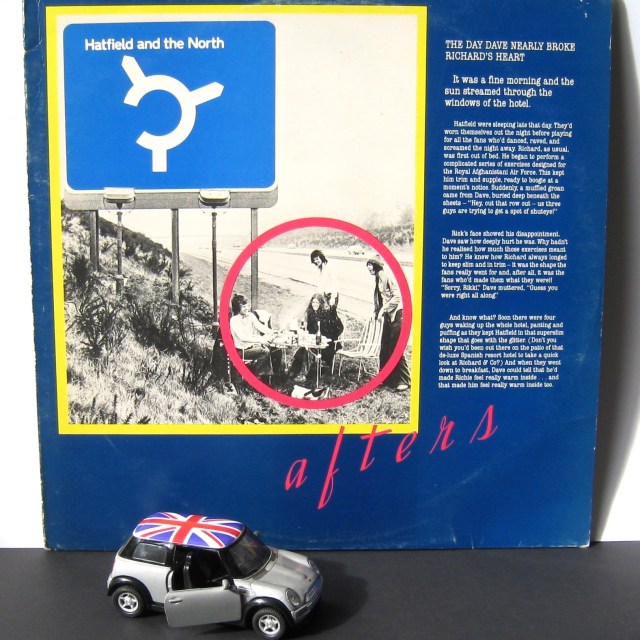 Hatfield and the North
THE DAY DAVE NEARLY BROKE
RICHARD'S HEART
It was a fine morning and the
sun streamed through the
windows of the hotel.
Hatfield were sleeping late that day. They'd
worn themselves out the night before playing
for all the fans who'd danced, raved, and
screamed the night away. Richard, as usual,
was first out of bed. He began to perform a
complicated series of exercises designed for
the Royal Afghanistani Air Force. This kept
him trim and supple, ready to boogie at a
moment's notice. Suddenly, a muffled groan
came from Dave, buried deep beneath the
sheets – "Hey, cut that row out – us three
guys are trying to get a spot of shuteye!"
Rick's face showed his disappointment.
Dave saw how deeply hurt he was. Why hadn't
he realised how much those exercises meant
to him? He knew how Richard always longed
to keep slim and in trim – it was the shape the
fans really went for and, after all, it was the
fans who'd made them what they were!!
"Sorry, Rikki," Dave muttered, "Guess you
were right all along."
And know what? Soon there were four
guys waking up the whole hotel, panting and
puffing as they kept Hatfield in that superslim
shape that goes with the glitter. (Don't you
wish you'd been out there on the patio of that
de-luxe Spanish resort hotel to take a quick
look at Richard & Co?) And when they went
down to breakfast, Dave could tell that he'd
made Richie feel really warm inside . . . and
that made him feel really warm inside too.
afters